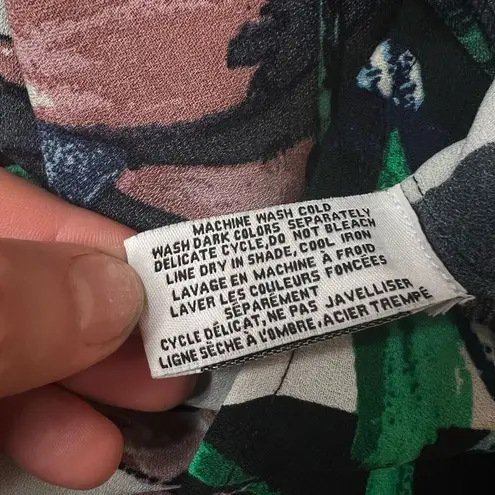 MACHINE WASH COLD
WASH DARK COLORS SEPARATELY
DELICATE CYCLE,DO NOT BLEACH
LINE DRY IN SHADE, COOL IRON
LAVAGE EN MACHINE À FROID
LAVER LES COULEURS FONCÉES
SÉPARÉMENT
CYCLE DÉLICAT,NE PAS JAVELLISER
LIGNE SÈCHE À L'OMBRE,ACIER TREMPÉ